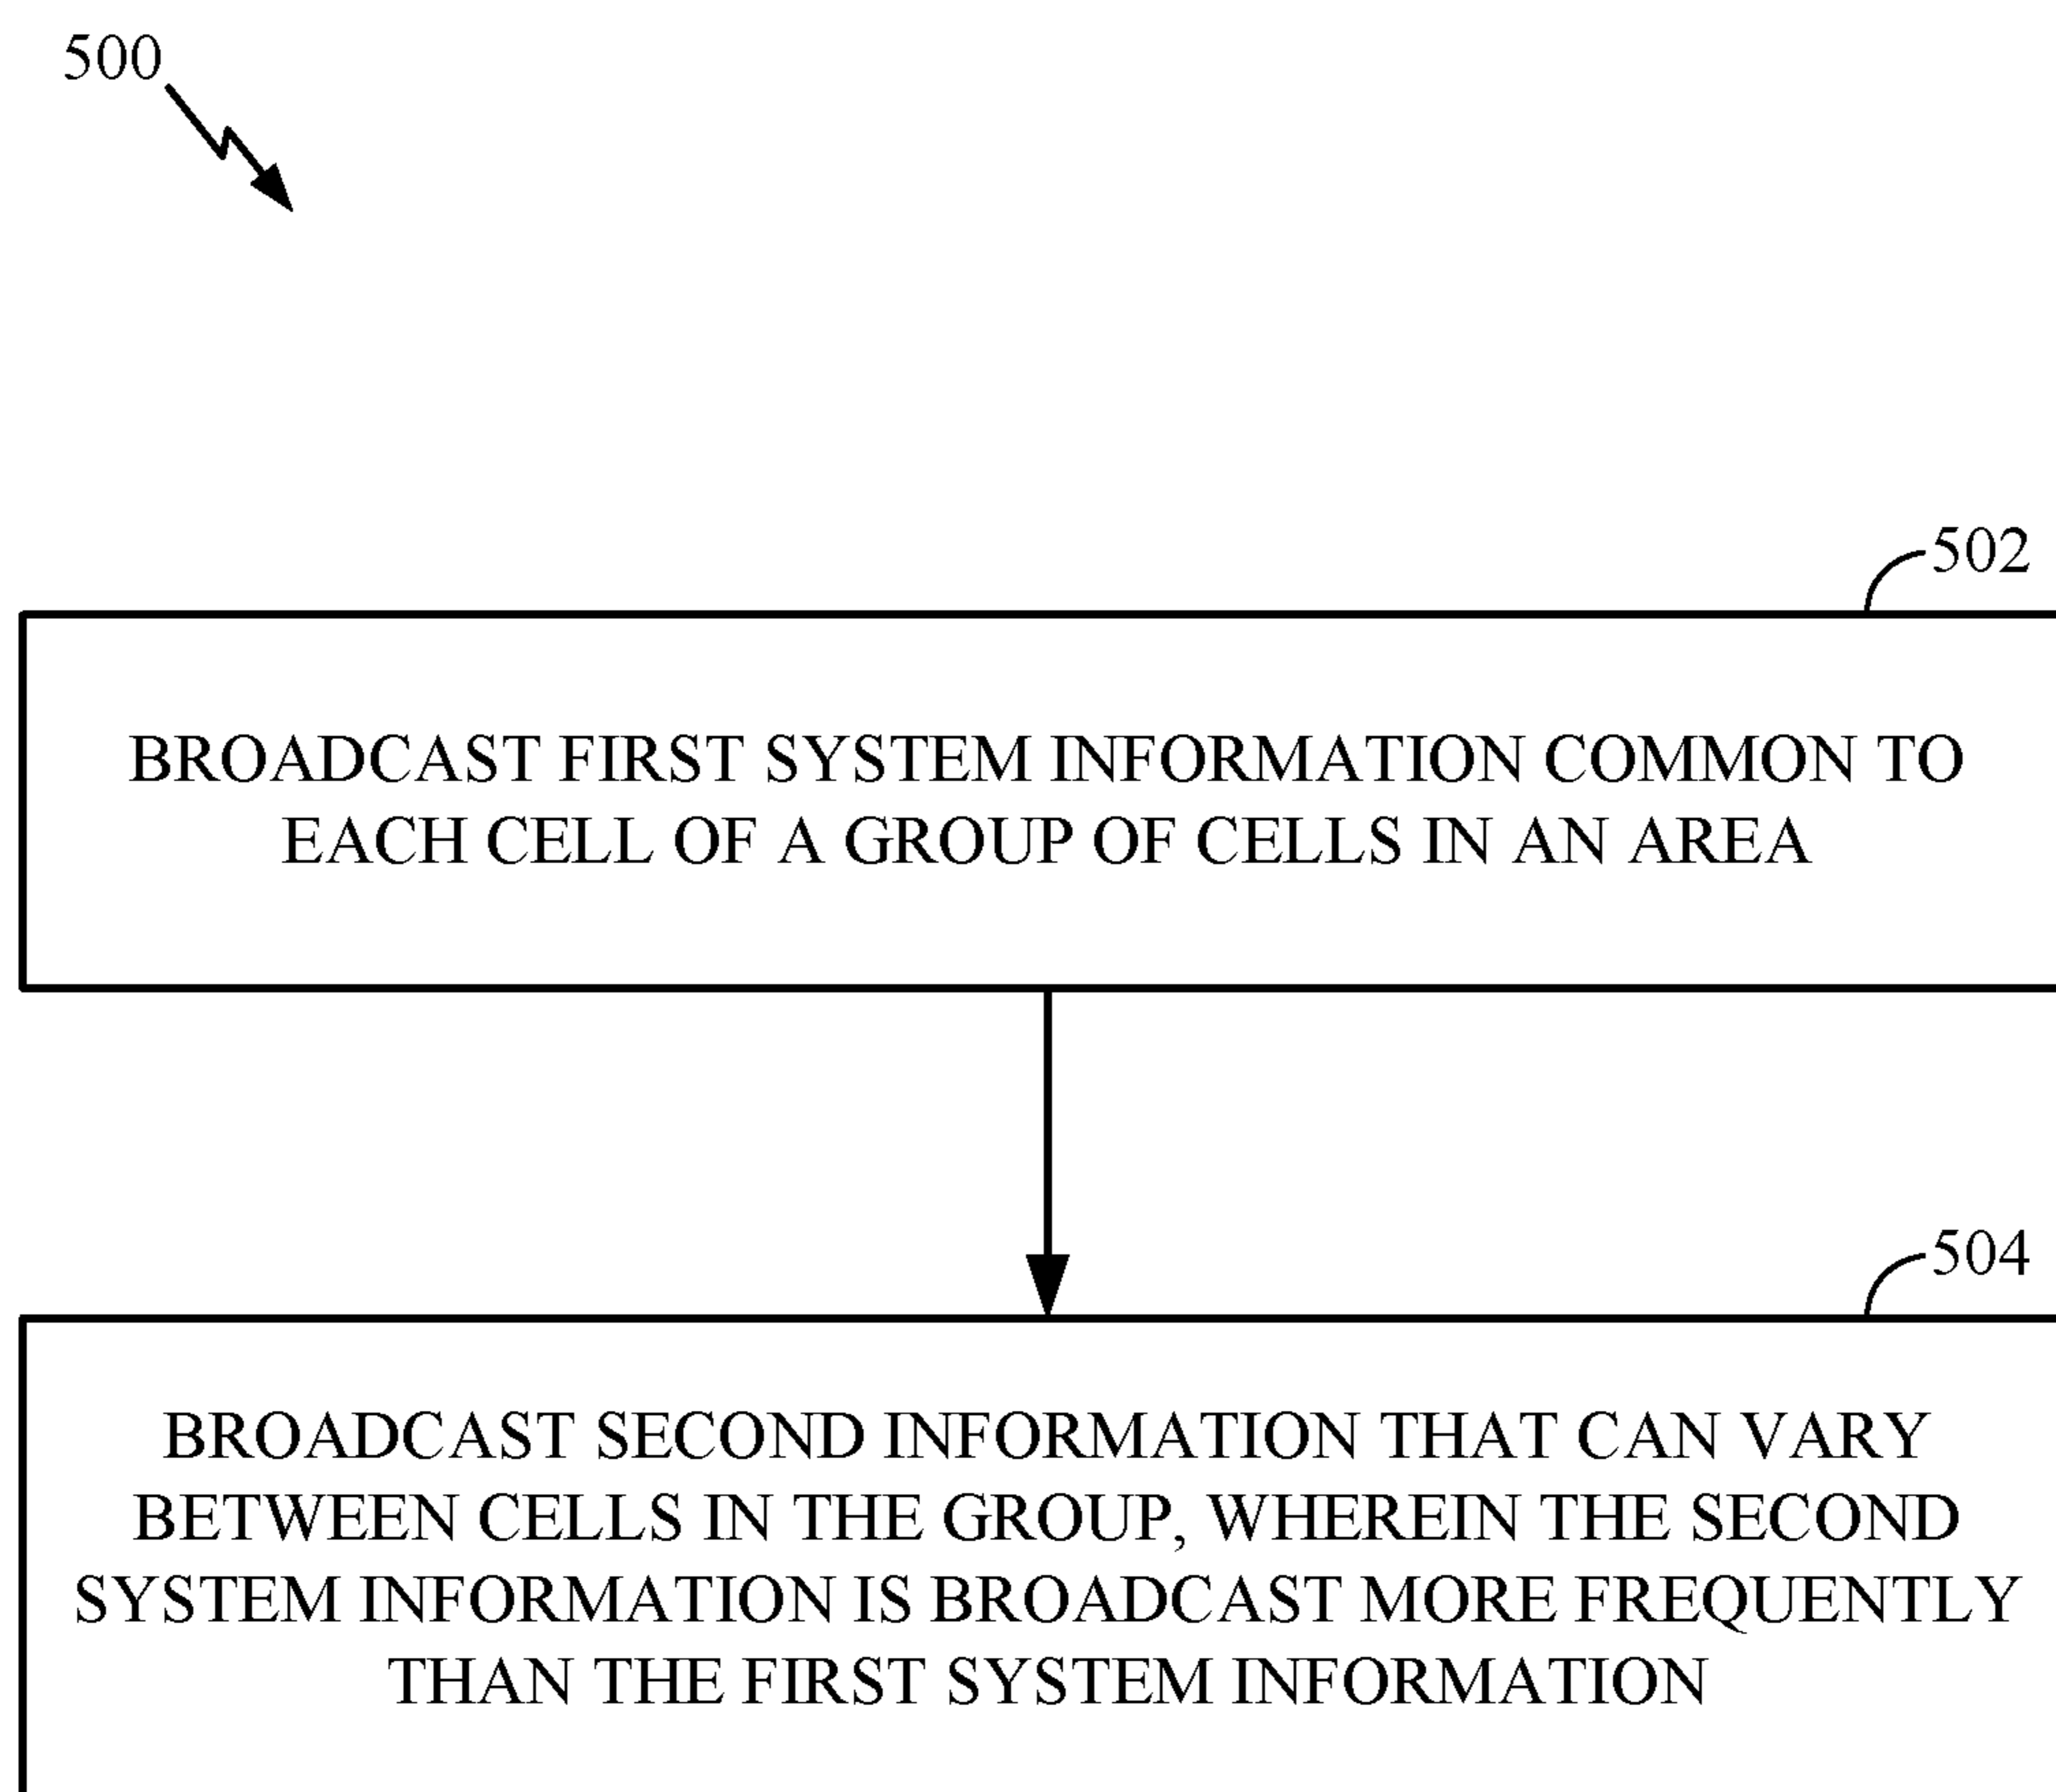 500
502
BROADCAST FIRST SYSTEM INFORMATION COMMON TO
EACH CELL OF A GROUP OF CELLS IN AN AREA
504
BROADCAST SECOND INFORMATION THAT CAN VARY
BETWEEN CELLS IN THE GROUP, WHEREIN THE SECOND
SYSTEM INFORMATION IS BROADCAST MORE FREQUENTLY
THAN THE FIRST SYSTEM INFORMATION